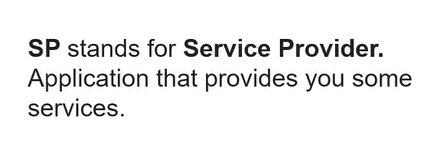 SP stands for Service Provider.
Application that provides you some
services.